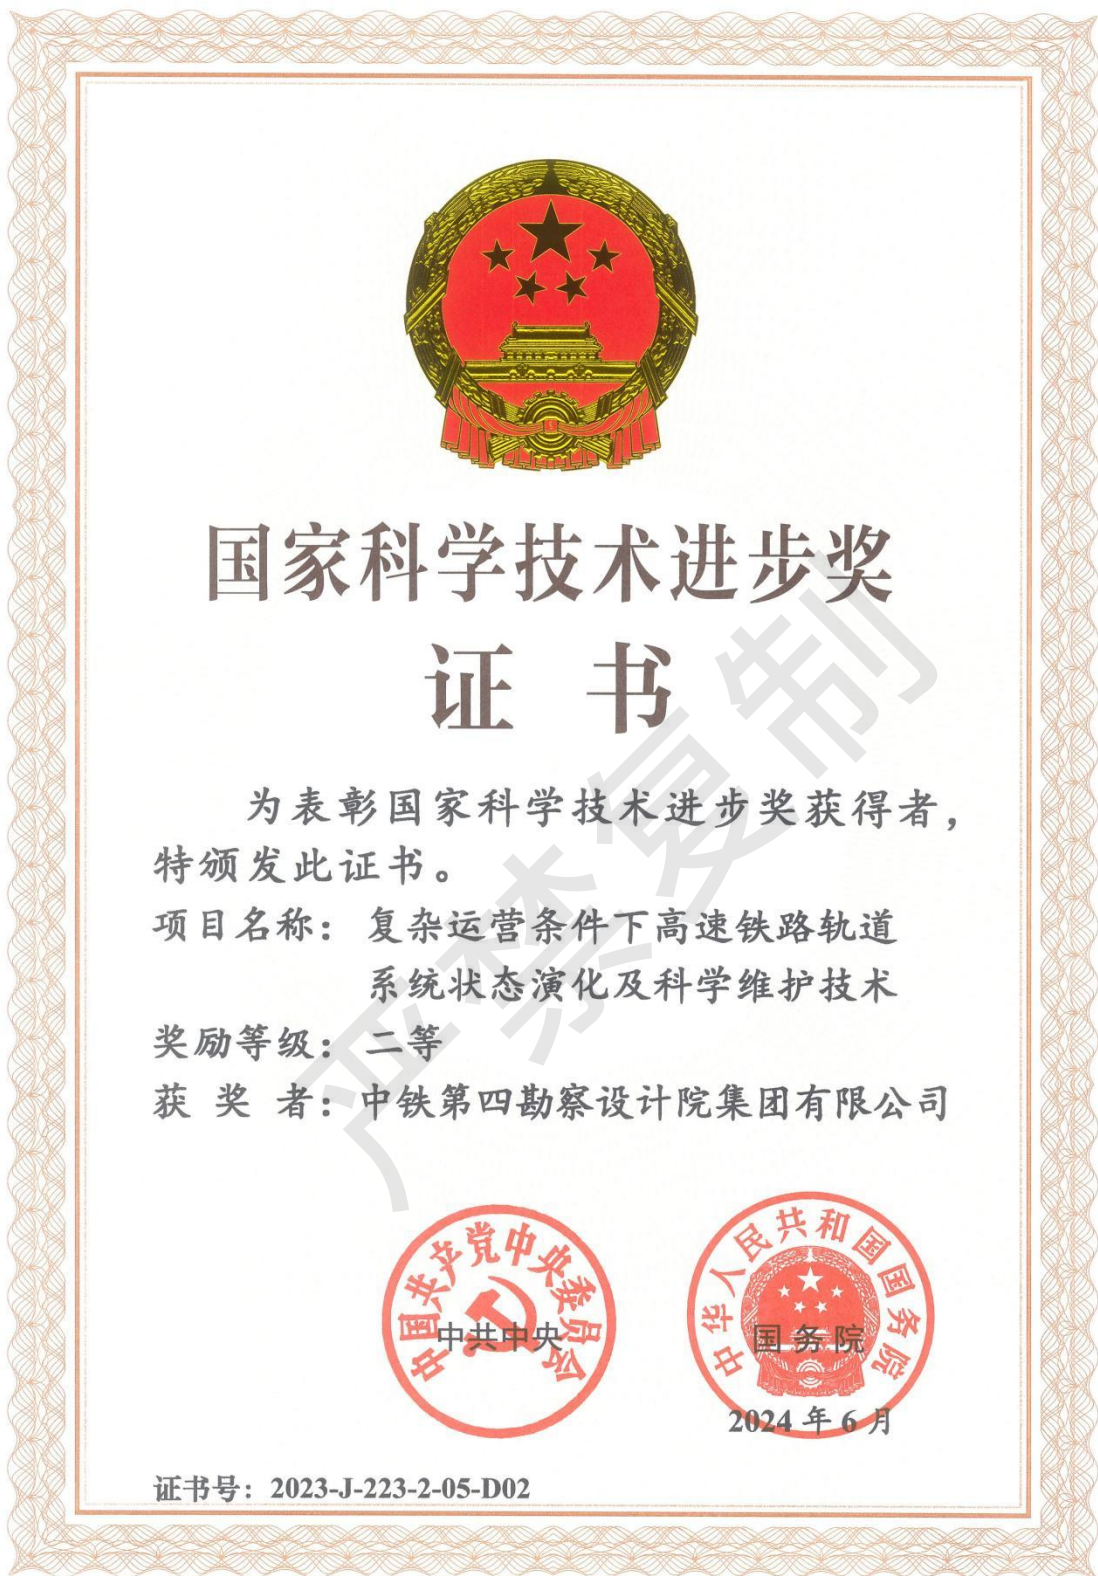 国家科学技术进步奖
证 书
为表彰国家科学技术进步奖获得者，
特颁发此证书。
项目名称： 复杂运营条件下高速铁路轨道
系统状态演化及科学维护技术
奖励等级： 二等
获 奖 者：中铁第四勘察设计院集团有限公司
严禁复制
中国共产党中央委员会
中共中央
中华人民共和国国务院
国务院
2024 年 6 月
证书号：2023-J-223-2-05-D02